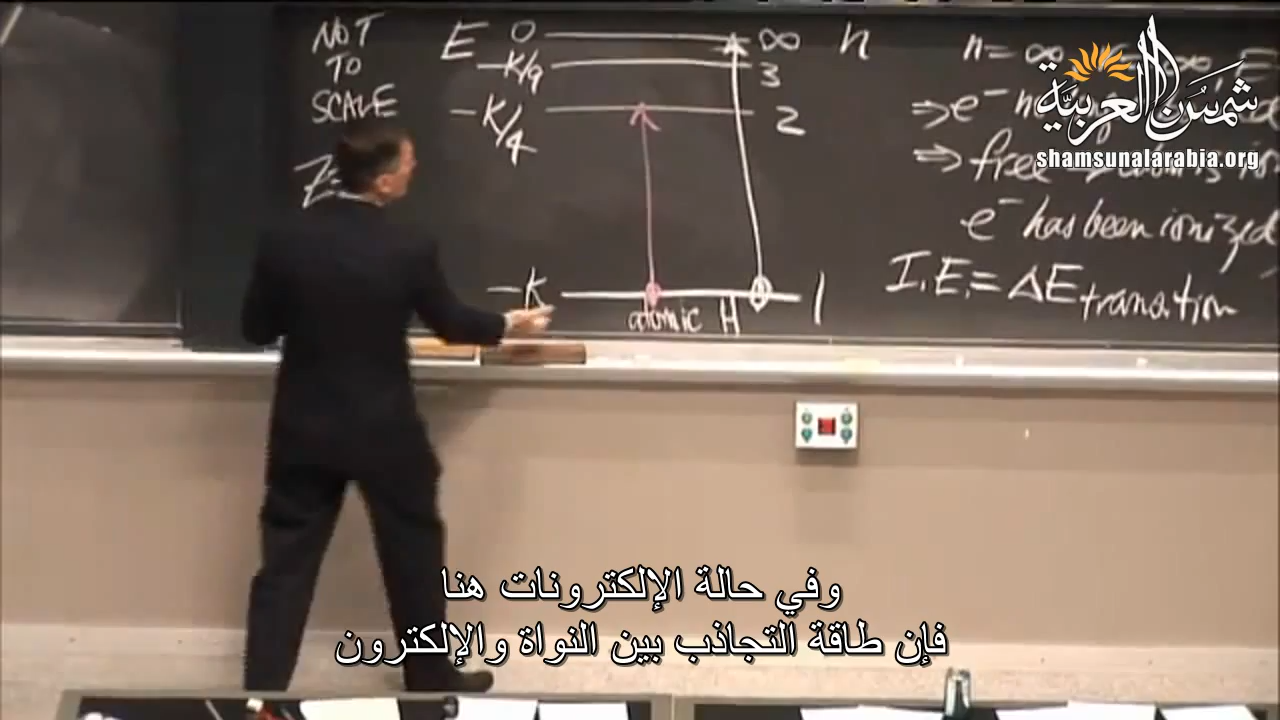 NOT
TO
SCALE
E 0 ∞ n
-K/9 3
-K/4 2
-K 1
atomic H
n = ∞
⇒ e⁻
⇒ free
e⁻ has been ionized
I.E. = ΔE transition
شمس العربية
shamsunalarabia.org
وفي حالة الإلكترونات هنا
فإن طاقة التجاذب بين النواة والإلكترون